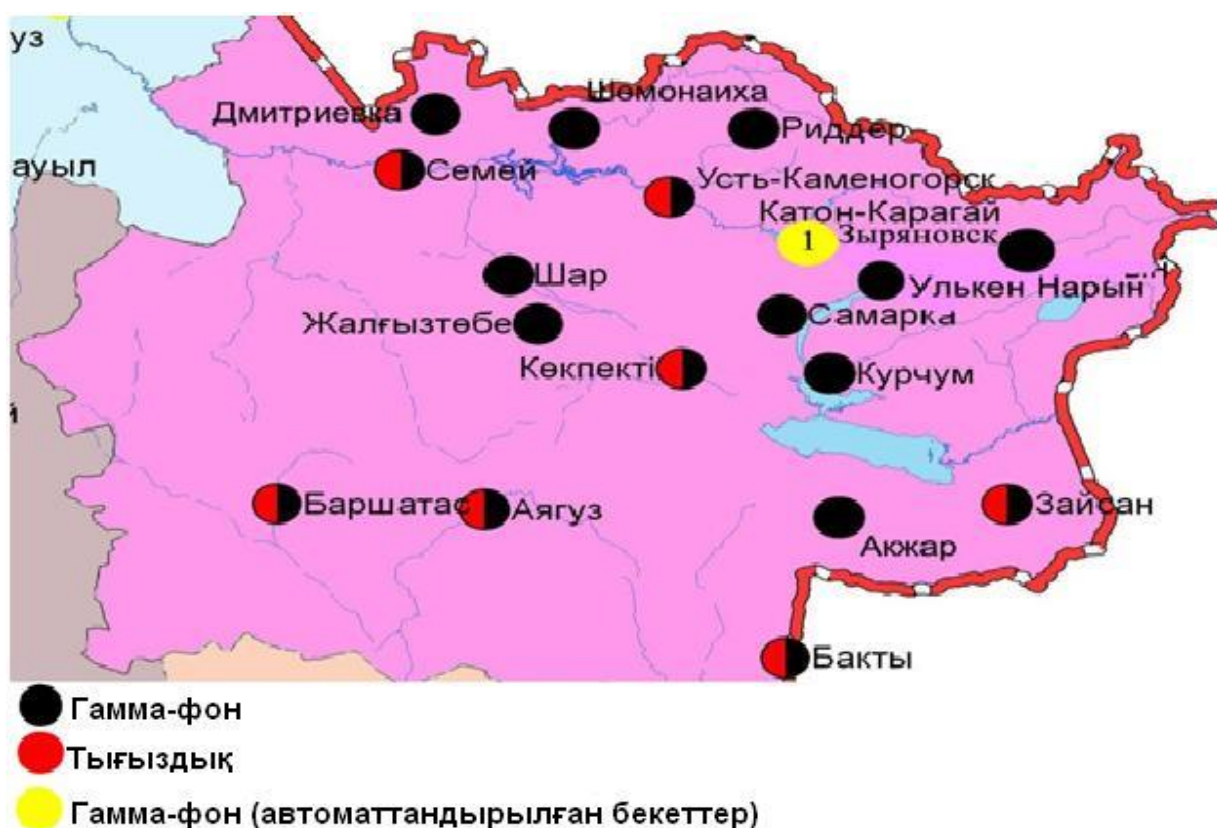 уз
Дмитриевка
Шемонаиха
Риддер
ауыл
Семей
Усть-Каменогорск
Катон-Карагай
1 Зыряновск
Шар
Улькен Нарын
Жалғызтөбе
Самарка
Көкпекті
Курчум
й
Баршатас
Аягуз
Зайсан
Акжар
Бакты
Гамма-фон
Тығыздық
Гамма-фон (автоматтандырылған бекеттер)